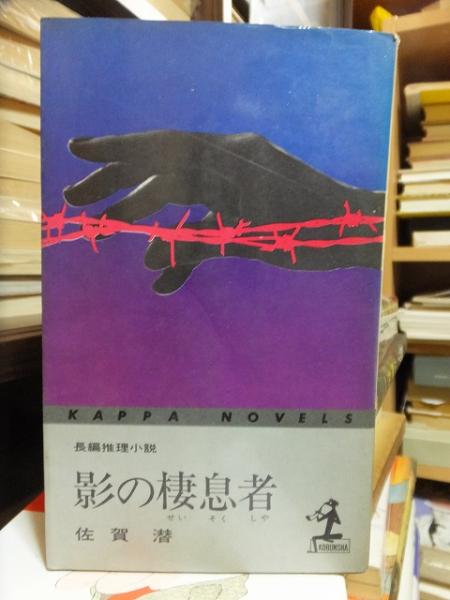 KAPPA NOVELS
長編推理小説
影の棲息者
せい そく しゃ
佐賀潜
KOBUNSHA